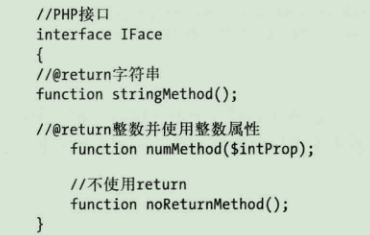 //PHP接口
interface IFace
{
//@return字符串
function stringMethod();
//@return整数并使用整数属性
function numMethod($intProp);
//不使用return
function noReturnMethod();
}